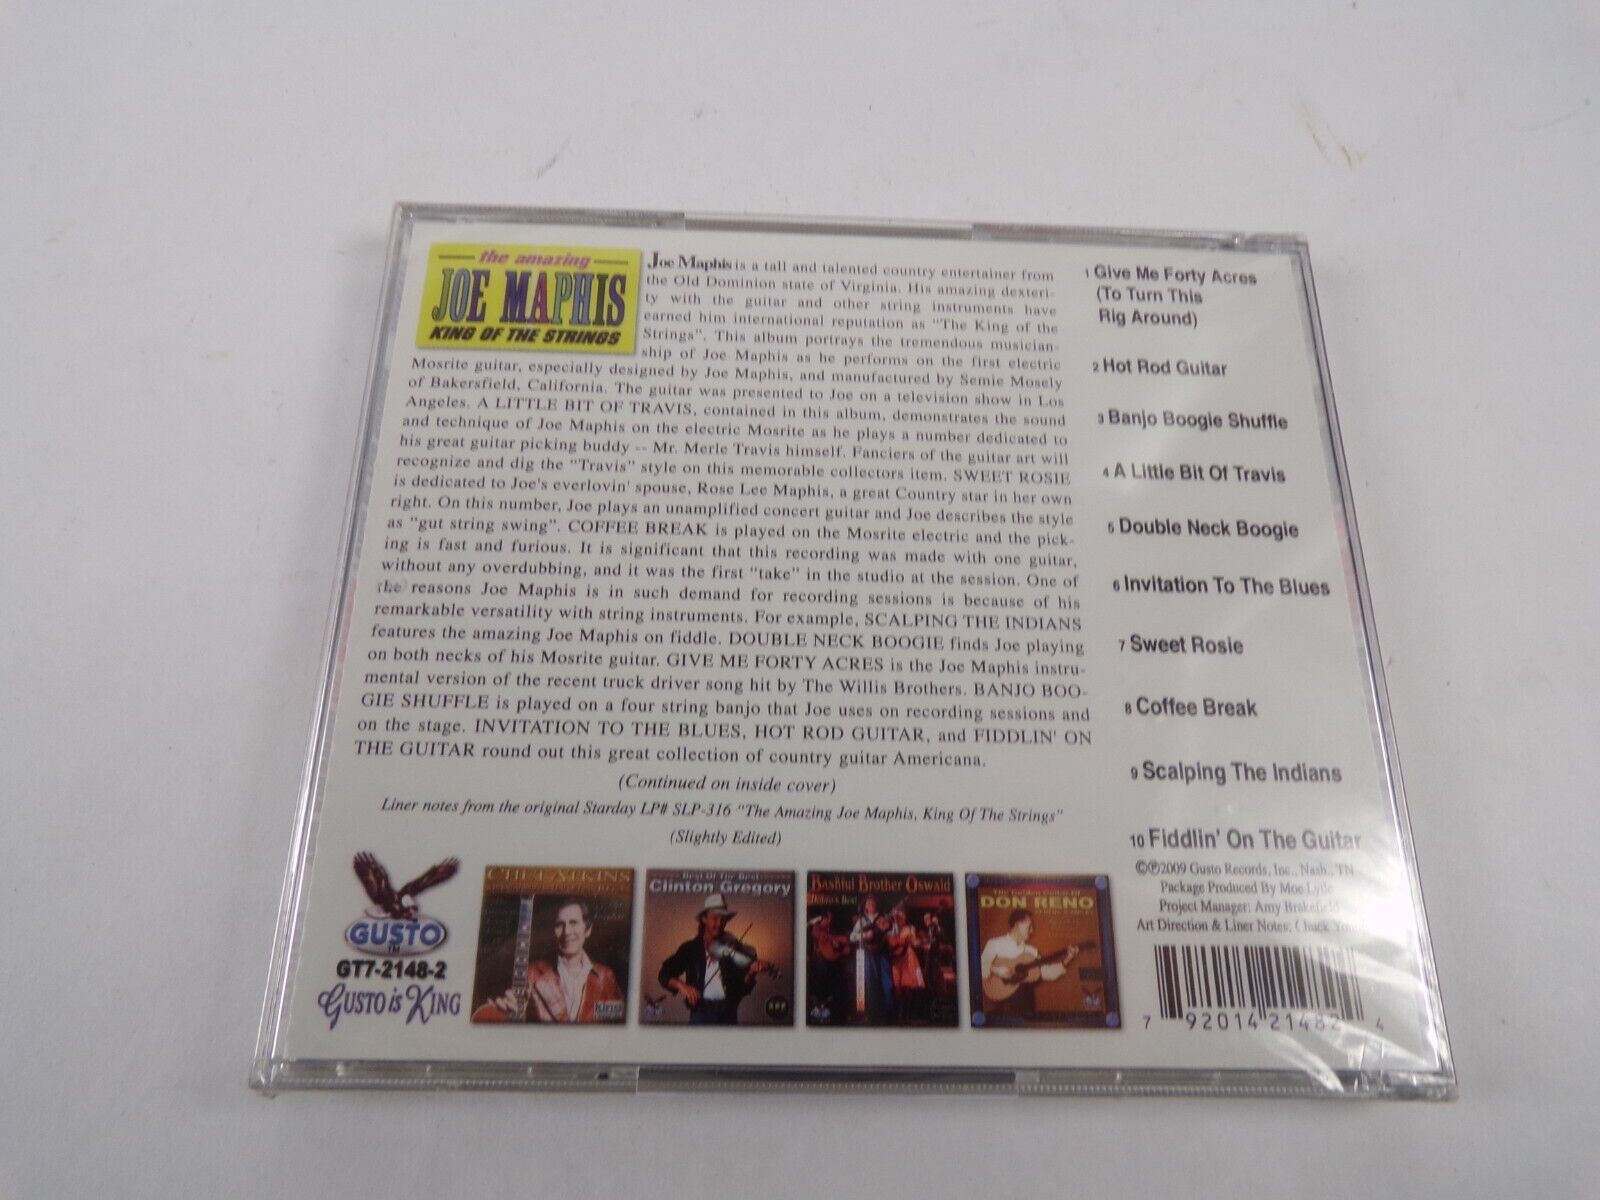 the amazing
JOE MAPHIS
KING OF THE STRINGS
Joe Maphis is a tall and talented country entertainer from
the Old Dominion state of Virginia. His amazing dexteri-
ty with the guitar and other string instruments have
earned him international reputation as "The King of the
Strings". This album portrays the tremendous musician-
ship of Joe Maphis as he performs on the first electric
Mosrite guitar, especially designed by Joe Maphis, and manufactured by Semie Mosely
of Bakersfield, California. The guitar was presented to Joe on a television show in Los
Angeles. A LITTLE BIT OF TRAVIS, contained in this album, demonstrates the sound
and technique of Joe Maphis on the electric Mosrite as he plays a number dedicated to
his great guitar picking buddy -- Mr. Merle Travis himself. Fanciers of the guitar art will
recognize and dig the "Travis" style on this memorable collectors item. SWEET ROSIE
is dedicated to Joe's everlovin' spouse, Rose Lee Maphis, a great Country star in her own
right. On this number, Joe plays an unamplified concert guitar and Joe describes the style
as "gut string swing". COFFEE BREAK is played on the Mosrite electric and the pick-
ing is fast and furious. It is significant that this recording was made with one guitar,
without any overdubbing, and it was the first "take" in the studio at the session. One of
the reasons Joe Maphis is in such demand for recording sessions is because of his
remarkable versatility with string instruments. For example, SCALPING THE INDIANS
features the amazing Joe Maphis on fiddle. DOUBLE NECK BOOGIE finds Joe playing
on both necks of his Mosrite guitar. GIVE ME FORTY ACRES is the Joe Maphis instru-
mental version of the recent truck driver song hit by The Willis Brothers. BANJO BOO-
GIE SHUFFLE is played on a four string banjo that Joe uses on recording sessions and
on the stage. INVITATION TO THE BLUES, HOT ROD GUITAR, and FIDDLIN' ON
THE GUITAR round out this great collection of country guitar Americana.
(Continued on inside cover)
Liner notes from the original Starday LP# SLP-316 "The Amazing Joe Maphis, King Of The Strings"
(Slightly Edited)
1 Give Me Forty Acres
(To Turn This
Rig Around)
2 Hot Rod Guitar
3 Banjo Boogie Shuffle
4 A Little Bit Of Travis
5 Double Neck Boogie
6 Invitation To The Blues
7 Sweet Rosie
8 Coffee Break
9 Scalping The Indians
10 Fiddlin' On The Guitar
©℗2009 Gusto Records, Inc., Nash., TN
Package Produced By Moe Lytle
Project Manager: Amy Brakefield
Art Direction & Liner Notes: Chuck
GUSTO
TM
GT7-2148-2
GUSTO is KING
CHET ATKINS
King
Best Of The Best
Clinton Gregory
Bashful Brother Oswald
Dobro's Best
The Golden Guitar Of
DON RENO
7 92014 21482 4